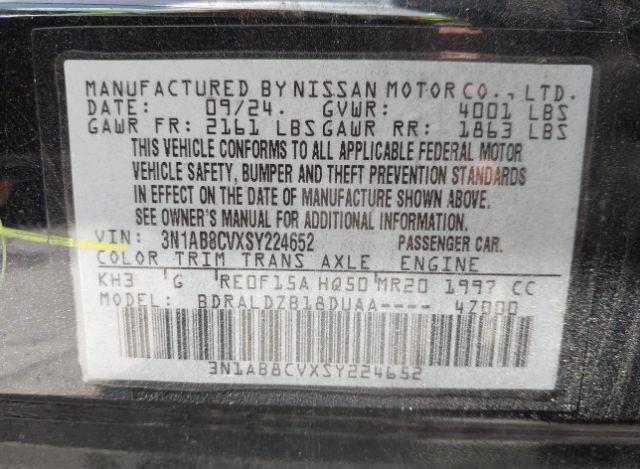 MANUFACTURED BY NISSAN MOTOR CO., LTD.
DATE: 09/24. GVWR: 4001 LBS
GAWR FR: 2161 LBS GAWR RR: 1863 LBS
THIS VEHICLE CONFORMS TO ALL APPLICABLE FEDERAL MOTOR
VEHICLE SAFETY, BUMPER AND THEFT PREVENTION STANDARDS
IN EFFECT ON THE DATE OF MANUFACTURE SHOWN ABOVE.
SEE OWNER'S MANUAL FOR ADDITIONAL INFORMATION.
VIN: 3N1AB8CVXSY224652 PASSENGER CAR.
COLOR TRIM TRANS AXLE ENGINE
KH3 G RE0F15A HQ50 MR20 1997 CC
MODEL: BDRALDZ818DUAA---- 47800
3N1AB8CVXSY224652